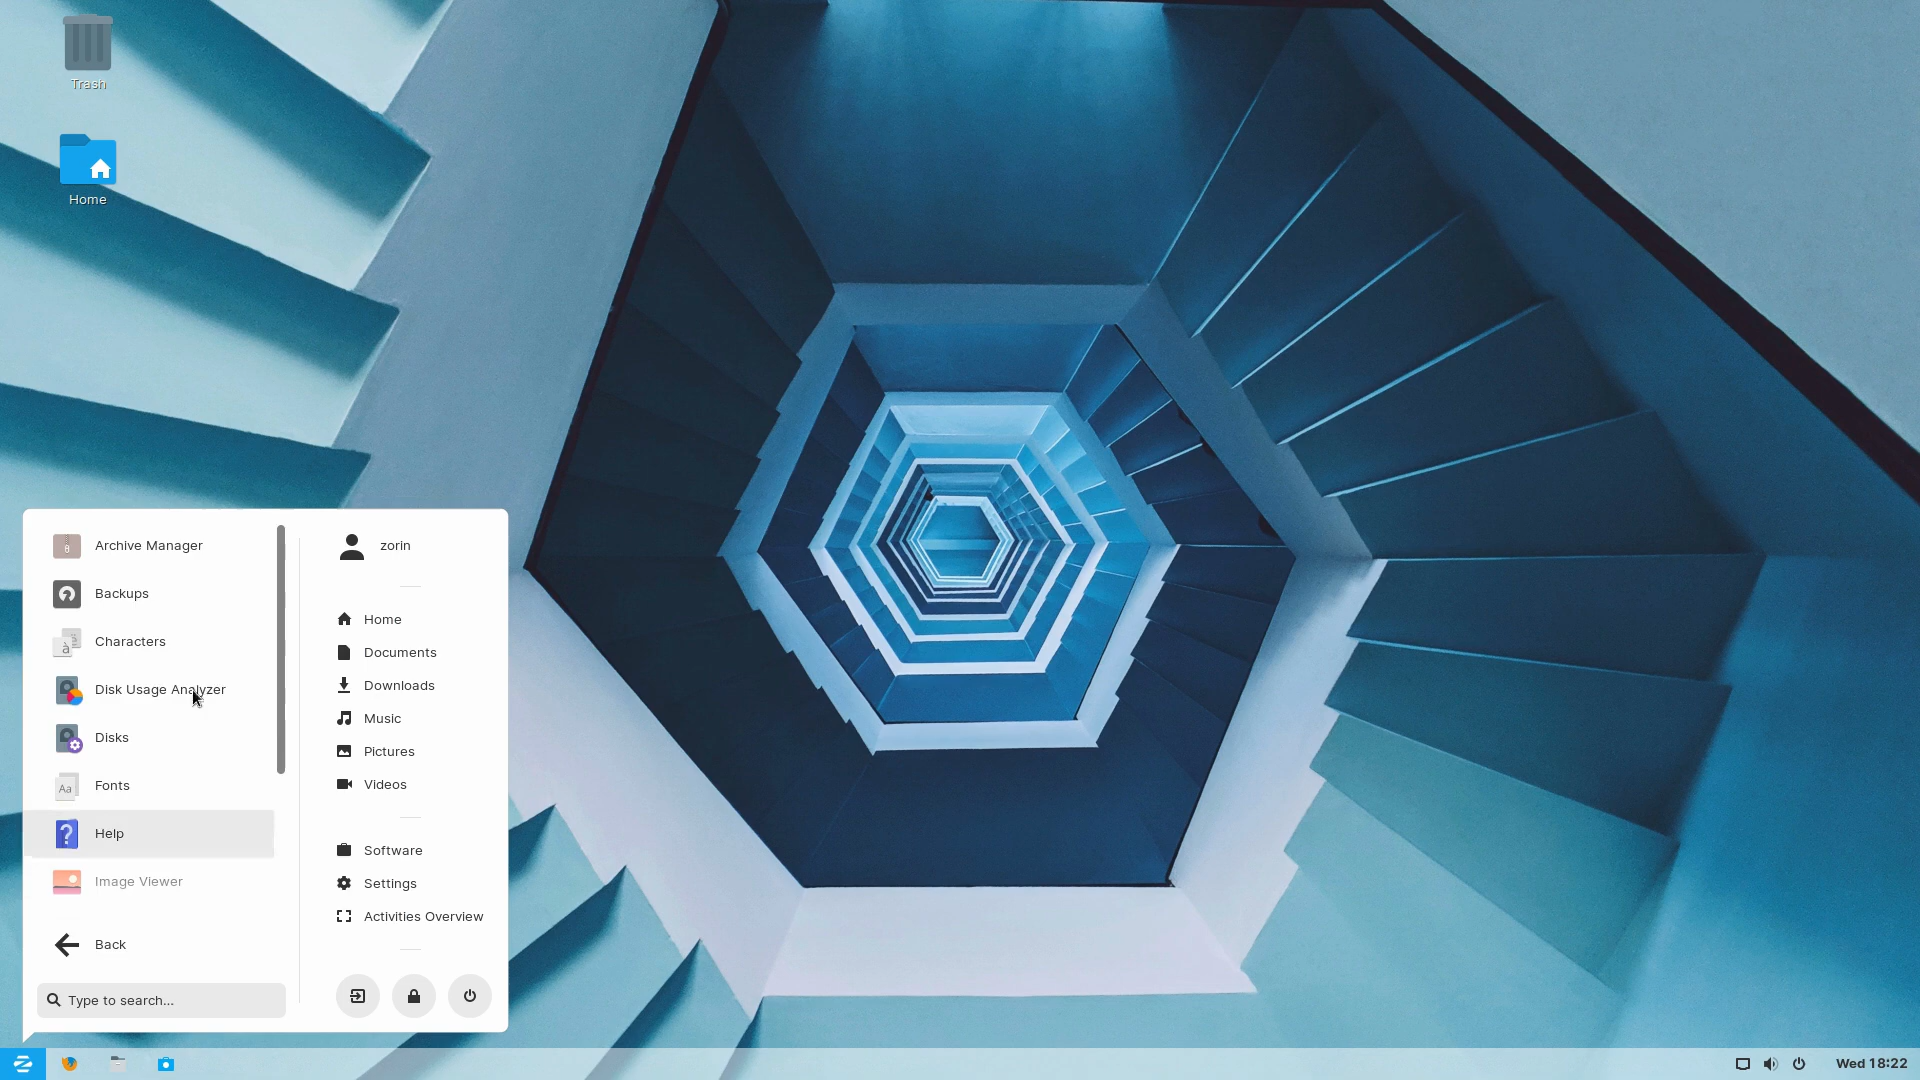 Trash
Home
Archive Manager
Backups
Characters
Disk Usage Analyzer
Disks
Fonts
Help
Image Viewer
Back
Type to search...
zorin
Home
Documents
Downloads
Music
Pictures
Videos
Software
Settings
Activities Overview
Wed 18:22